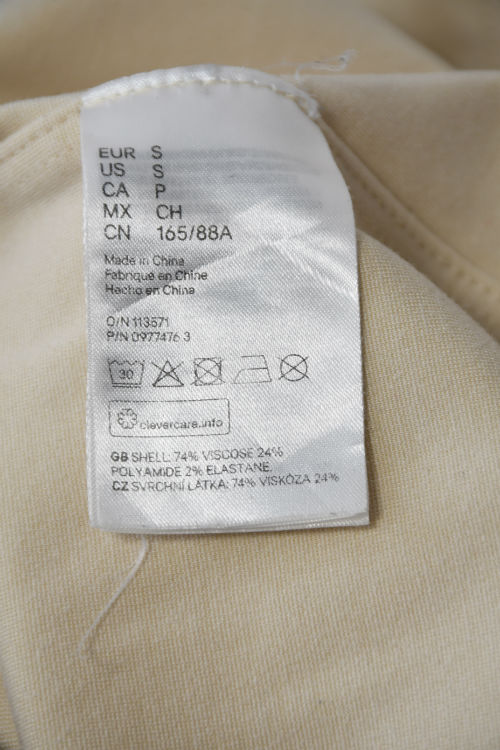 EUR S
US S
CA P
MX CH
CN 165/88A
Made in China
Fabriqué en Chine
Hecho en China
O/N 113571
P/N 0977476 3
30
clevercare.info
GB SHELL: 74% VISCOSE 24%
POLYAMIDE 2% ELASTANE.
CZ SVRCHNÍ LÁTKA: 74% VISKÓZA 24%